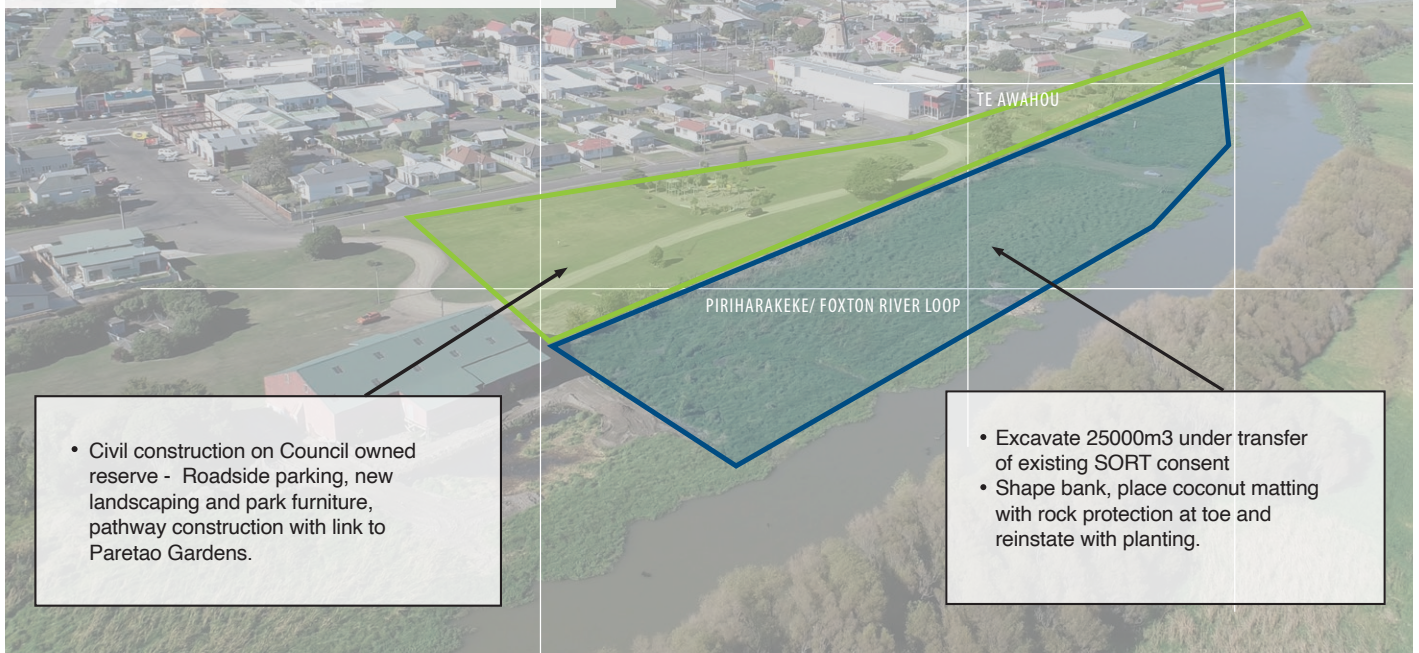 TE AWAHOU
PIRIHARAKEKE/ FOXTON RIVER LOOP
• Civil construction on Council owned
reserve - Roadside parking, new
landscaping and park furniture,
pathway construction with link to
Paretao Gardens.
• Excavate 25000m3 under transfer
of existing SORT consent
• Shape bank, place coconut matting
with rock protection at toe and
reinstate with planting.